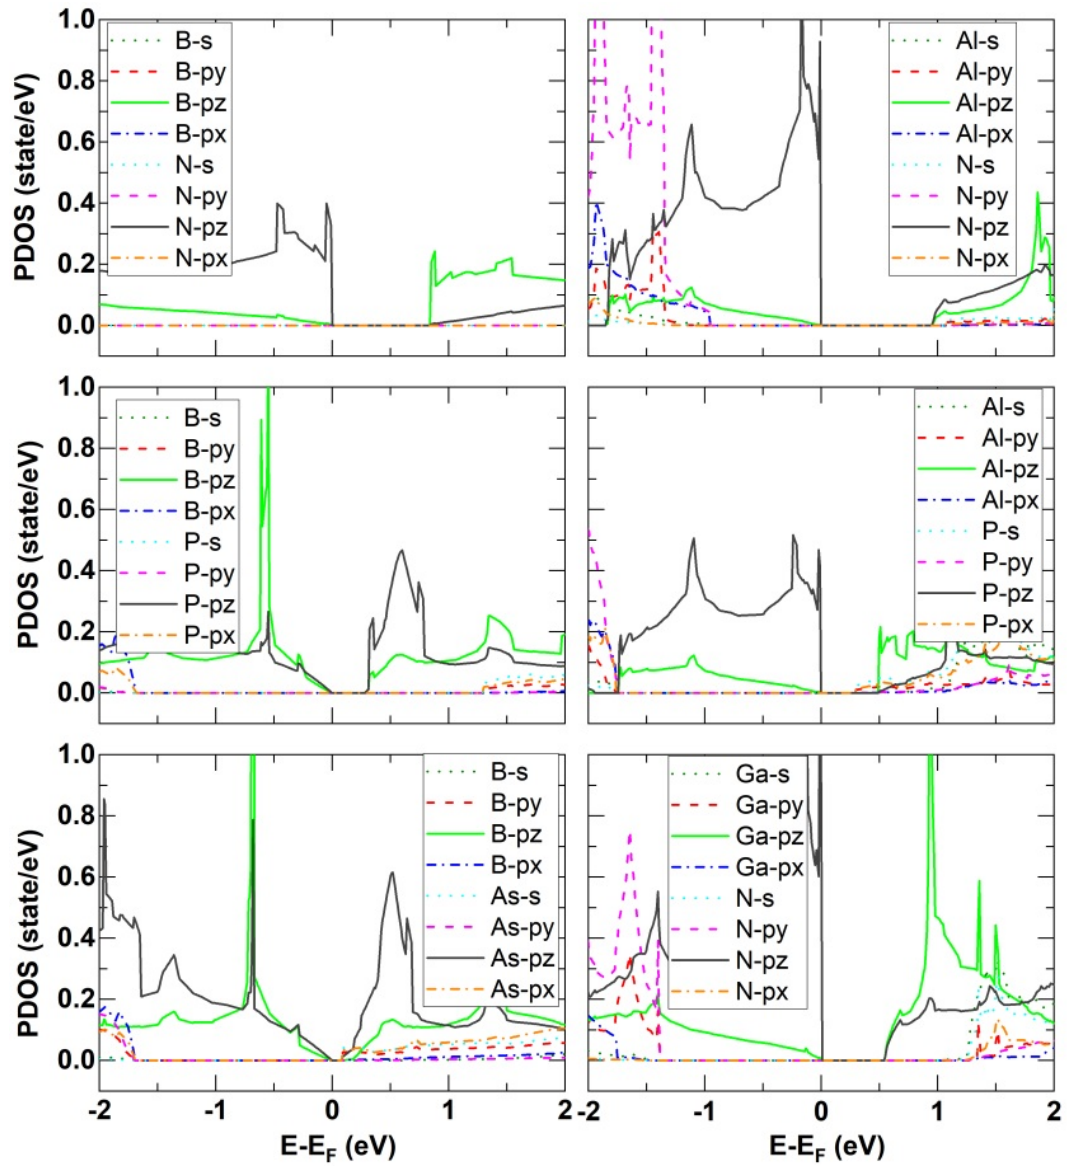 1.0
0.8
0.6
0.4
0.2
0.0
PDOS (state/eV)
B-s
B-py
B-pz
B-px
N-s
N-py
N-pz
N-px
Al-s
Al-py
Al-pz
Al-px
N-s
N-py
N-pz
N-px
1.0
0.8
0.6
0.4
0.2
0.0
PDOS (state/eV)
B-s
B-py
B-pz
B-px
P-s
P-py
P-pz
P-px
Al-s
Al-py
Al-pz
Al-px
P-s
P-py
P-pz
P-px
1.0
0.8
0.6
0.4
0.2
0.0
PDOS (state/eV)
B-s
B-py
B-pz
B-px
As-s
As-py
As-pz
As-px
Ga-s
Ga-py
Ga-pz
Ga-px
N-s
N-py
N-pz
N-px
-2 -1 0 1 2
-2 -1 0 1 2
E-E_F (eV)
E-E_F (eV)